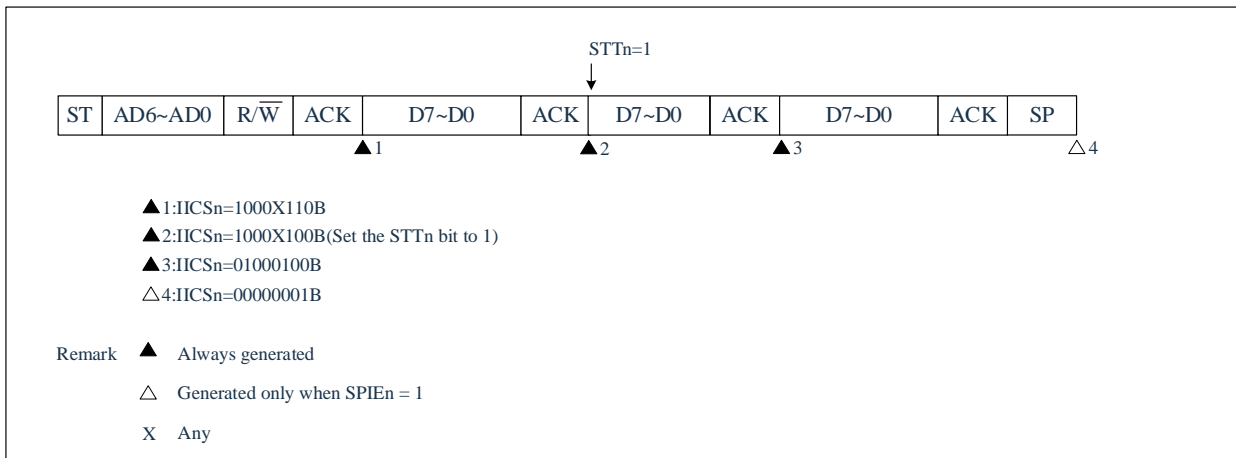 STTn=1
ST AD6~AD0 R/W̅ ACK D7~D0 ACK D7~D0 ACK D7~D0 ACK SP
▲1 ▲2 ▲3 △4
▲1:IICSn=1000X110B
▲2:IICSn=1000X100B(Set the STTn bit to 1)
▲3:IICSn=01000100B
△4:IICSn=00000001B
Remark ▲ Always generated
△ Generated only when SPIEn = 1
X Any